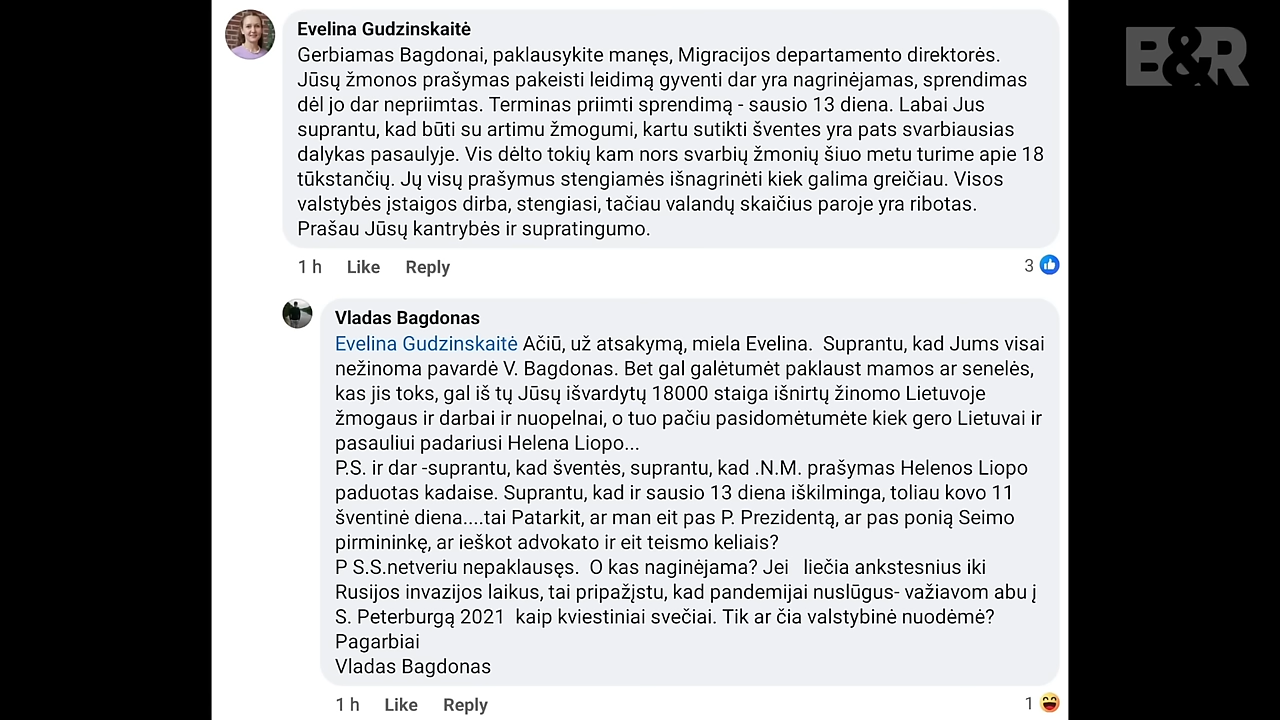 Evelina Gudzinskaitė
Gerbiamas Bagdonai, paklausykite manęs, Migracijos departamento direktorės.
Jūsų žmonos prašymas pakeisti leidimą gyventi dar yra nagrinėjamas, sprendimas
dėl jo dar nepriimtas. Terminas priimti sprendimą - sausio 13 diena. Labai Jus
suprantu, kad būti su artimu žmogumi, kartu sutikti šventes yra pats svarbiausias
dalykas pasaulyje. Vis dėlto tokių kam nors svarbių žmonių šiuo metu turime apie 18
tūkstančių. Jų visų prašymus stengiamės išnagrinėti kiek galima greičiau. Visos
valstybės įstaigos dirba, stengiasi, tačiau valandų skaičius paroje yra ribotas.
Prašau Jūsų kantrybės ir supratingumo.
1 h Like Reply 3
Vladas Bagdonas
Evelina Gudzinskaitė Ačiū, už atsakymą, miela Evelina.  Suprantu, kad Jums visai
nežinoma pavardė V. Bagdonas. Bet gal galėtumėt paklaust mamos ar senelės,
kas jis toks, gal iš tų Jūsų išvardytų 18000 staiga išnirtų žinomo Lietuvoje
žmogaus ir darbai ir nuopelnai, o tuo pačiu pasidomėtumėte kiek gero Lietuvai ir
pasauliui padariusi Helena Liopo...
P.S. ir dar -suprantu, kad šventės, suprantu, kad .N.M. prašymas Helenos Liopo
paduotas kadaise. Suprantu, kad ir sausio 13 diena iškilminga, toliau kovo 11
šventinė diena....tai Patarkit, ar man eit pas P. Prezidentą, ar pas ponią Seimo
pirmininkę, ar ieškot advokato ir eit teismo keliais?
P S.S.netveriu nepaklausęs.  O kas naginėjama? Jei   liečia ankstesnius iki
Rusijos invazijos laikus, tai pripažįstu, kad pandemijai nuslūgus- važiavom abu į
S. Peterburgą 2021  kaip kviestiniai svečiai. Tik ar čia valstybinė nuodėmė?
Pagarbiai
Vladas Bagdonas
1 h Like Reply 1
B&R